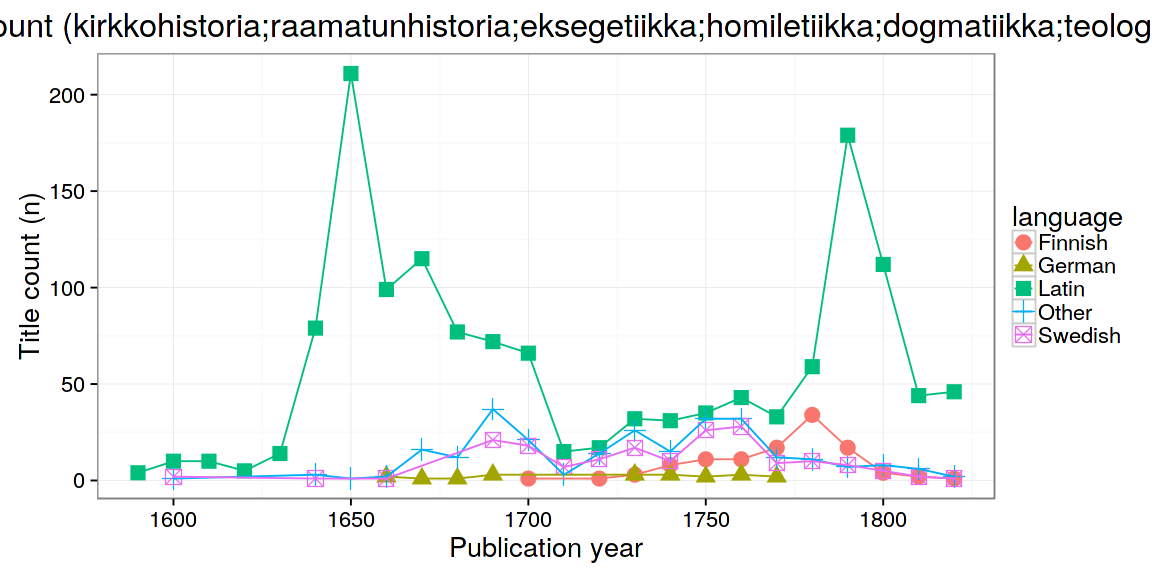 ount (kirkkohistoria;raamatunhistoria;eksegetiikka;homiletiikka;dogmatiikka;teolog
Title count (n)
200
150
100
50
0
1600 1650 1700 1750 1800
Publication year
language
Finnish
German
Latin
Other
Swedish